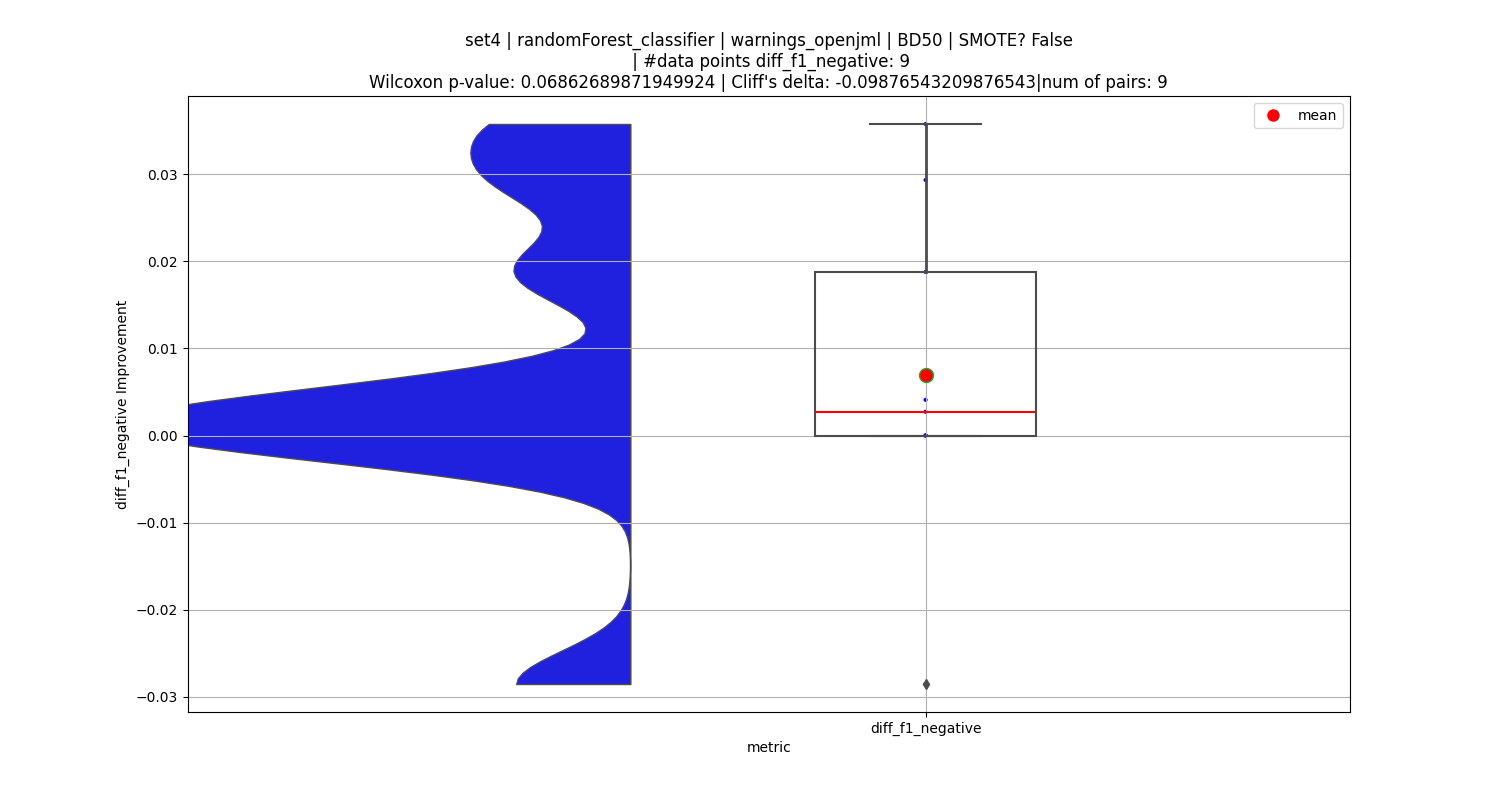 set4 | randomForest_classifier | warnings_openjml | BD50 | SMOTE? False
| #data points diff_f1_negative: 9
Wilcoxon p-value: 0.06862689871949924 | Cliff's delta: -0.09876543209876543|num of pairs: 9
mean
0.03
0.02
0.01
0.00
−0.01
−0.02
−0.03
diff_f1_negative Improvement
diff_f1_negative
metric